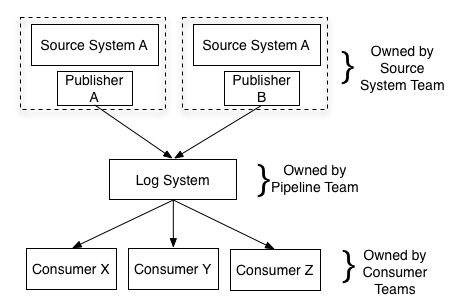 Source System A
Source System A
Owned by
Source
System Team
Publisher
A
Publisher
B
Log System
Owned by
Pipeline Team
Consumer X
Consumer Y
Consumer Z
Owned by
Consumer
Teams